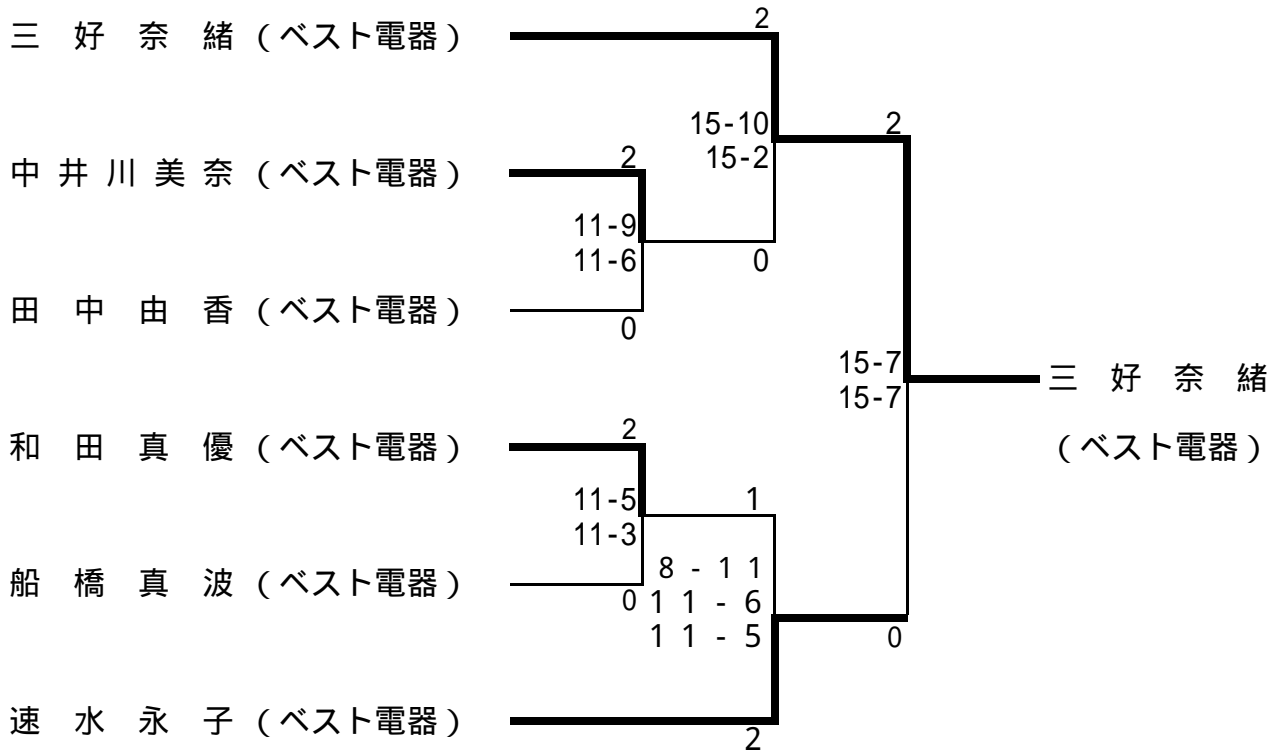 2
三 好 奈 緒 (ベスト電器)
15-10 2
15-2
2
中 井 川 美 奈 (ベスト電器)
11-9
11-6
0
田 中 由 香 (ベスト電器)
0
15-7
15-7
三 好 奈 緒
(ベスト電器)
2
和 田 真 優 (ベスト電器)
11-5
11-3
1
8 - 1 1
1 1 - 6
1 1 - 5
船 橋 真 波 (ベスト電器)
0
0
速 水 永 子 (ベスト電器)
2